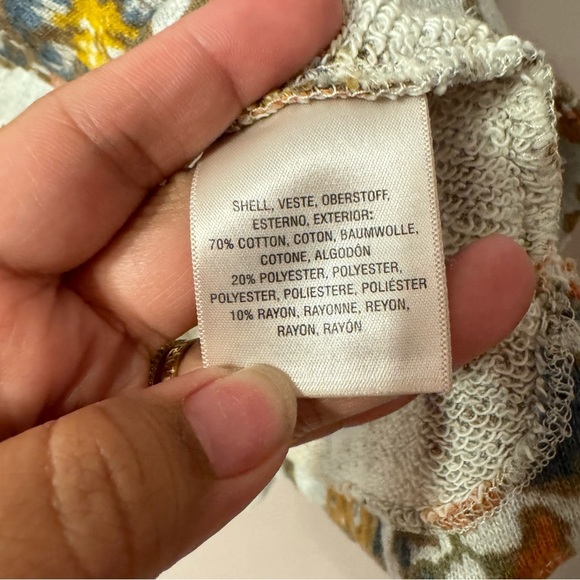 SHELL, VESTE, OBERSTOFF,
ESTERNO, EXTERIOR:
70% COTTON, COTON, BAUMWOLLE,
COTONE, ALGODÓN
20% POLYESTER, POLYESTER,
POLYESTER, POLIESTERE, POLIÉSTER
10% RAYON, RAYONNE, REYON,
RAYON, RAYÓN